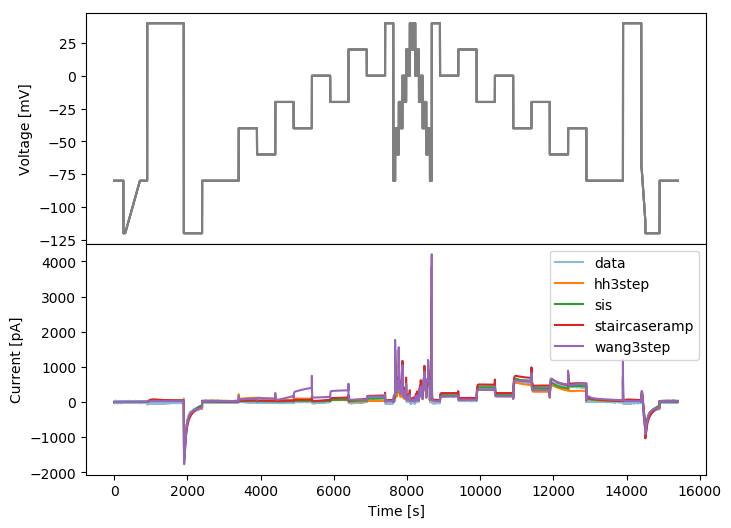 25
0
−25
−50
−75
−100
−125
Voltage [mV]
4000
3000
2000
1000
0
−1000
−2000
Current [pA]
data
hh3step
sis
staircaseramp
wang3step
0 2000 4000 6000 8000 10000 12000 14000 16000
Time [s]